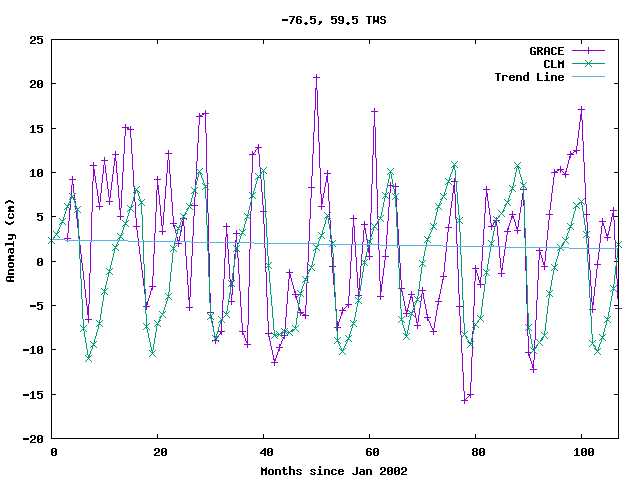 -76.5, 59.5 TWS
25
20
15
10
5
0
-5
-10
-15
-20
Anomaly (cm)
GRACE
CLM
Trend Line
0 20 40 60 80 100
Months since Jan 2002